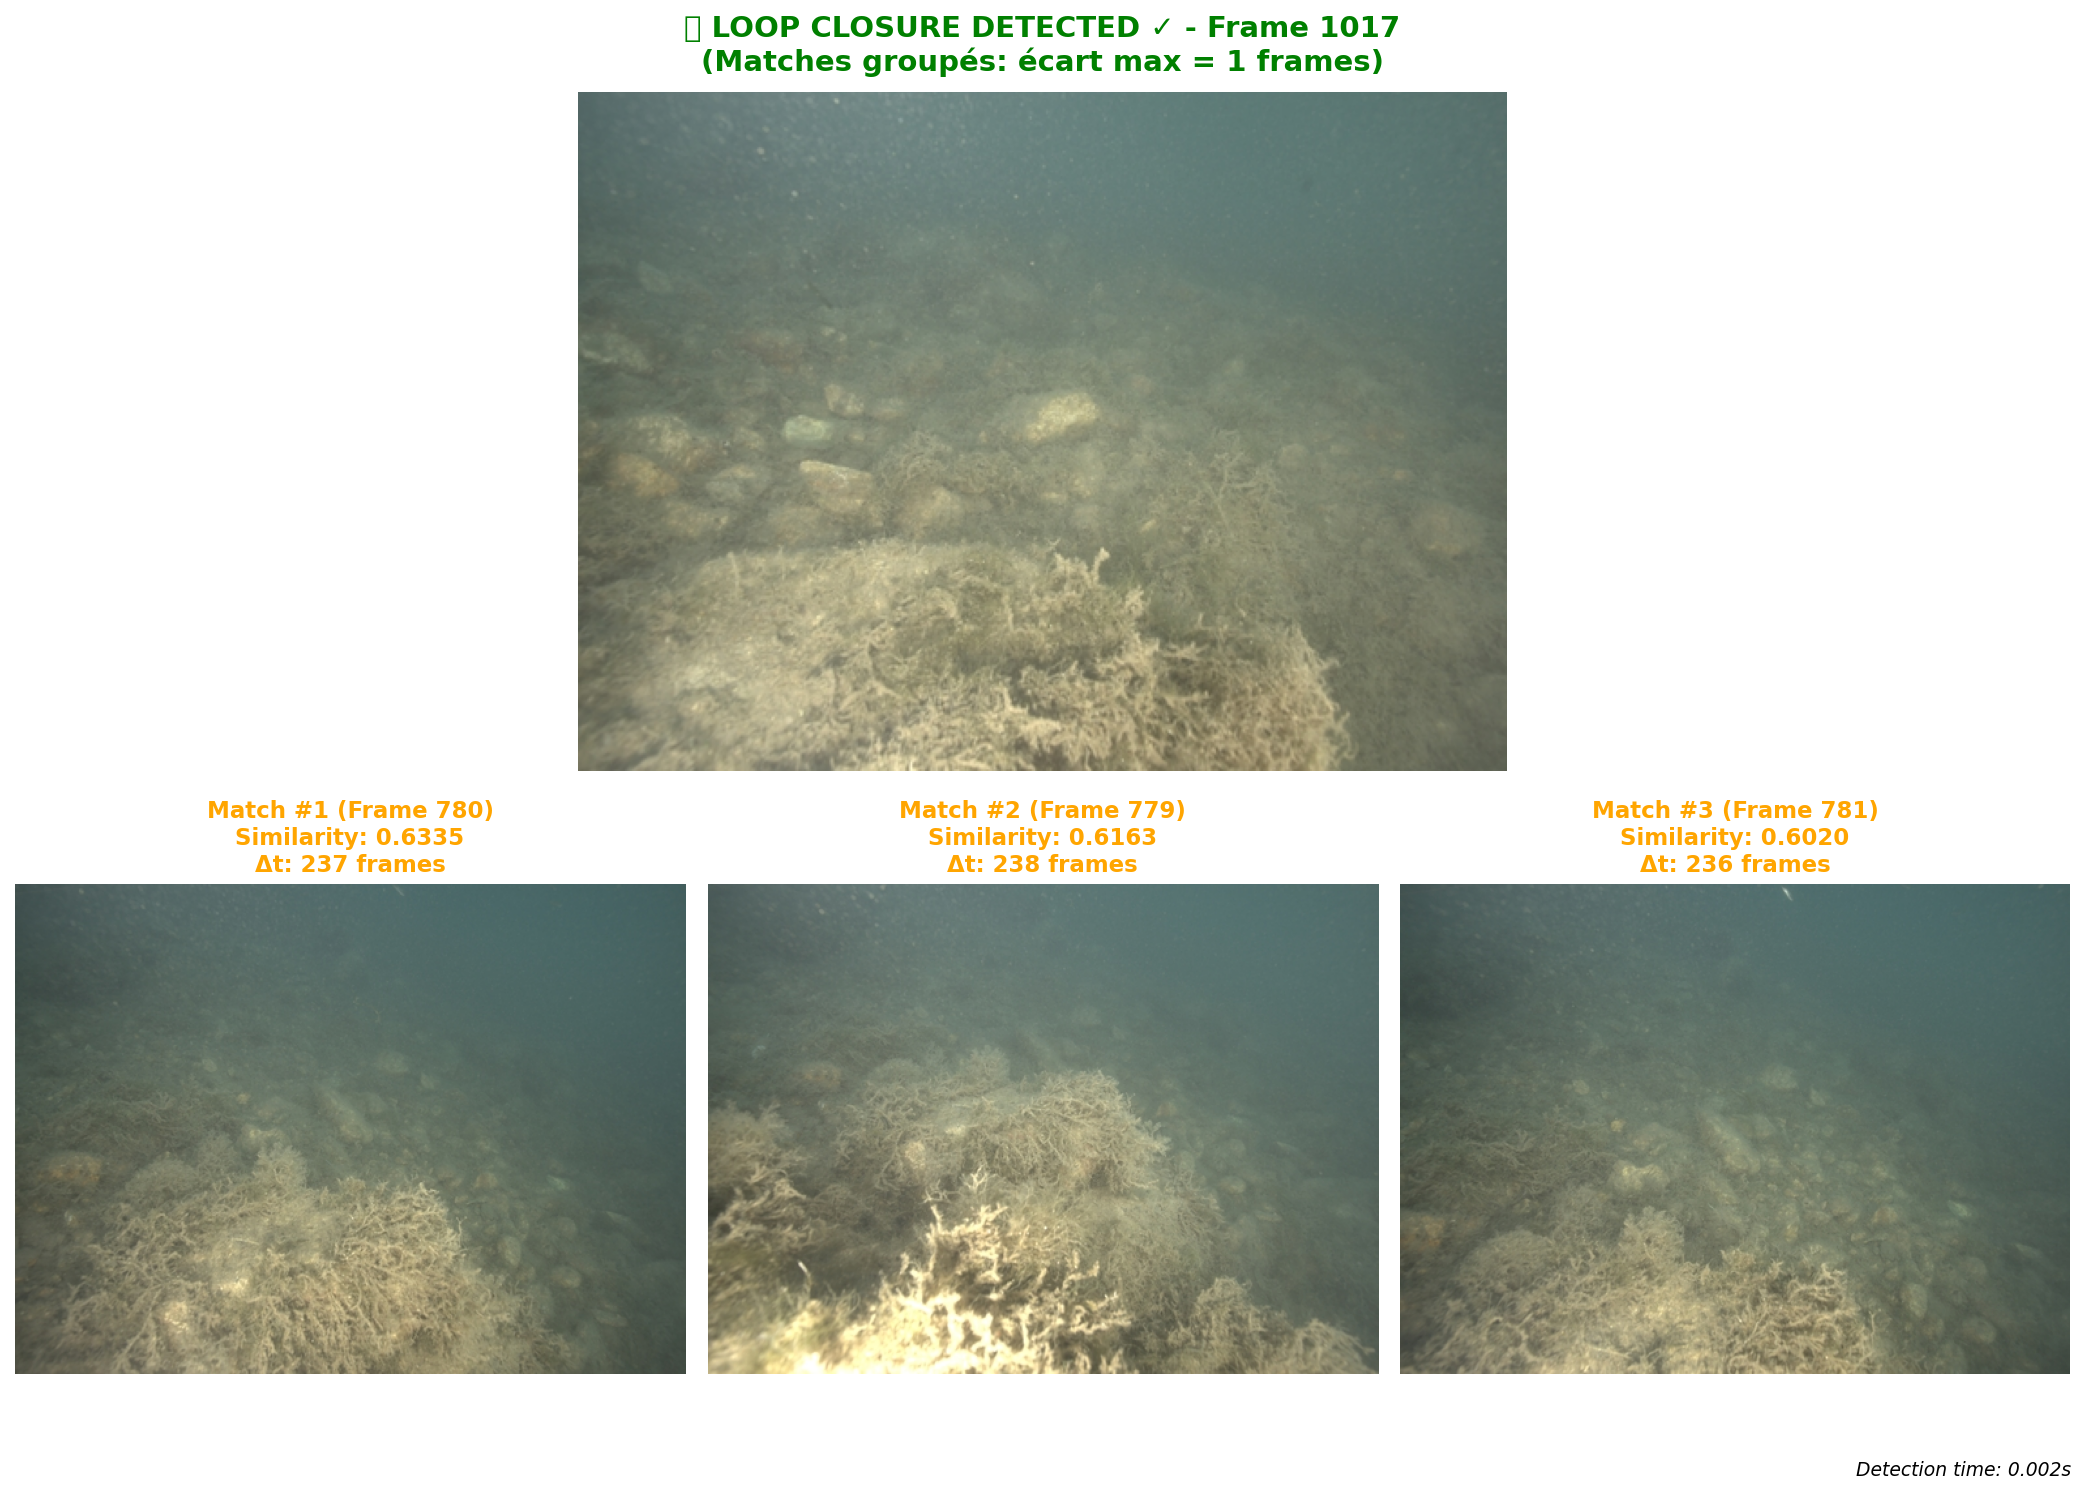 LOOP CLOSURE DETECTED ✓ - Frame 1017
(Matches groupés: écart max = 1 frames)
Match #1 (Frame 780)
Similarity: 0.6335
Δt: 237 frames
Match #2 (Frame 779)
Similarity: 0.6163
Δt: 238 frames
Match #3 (Frame 781)
Similarity: 0.6020
Δt: 236 frames
Detection time: 0.002s